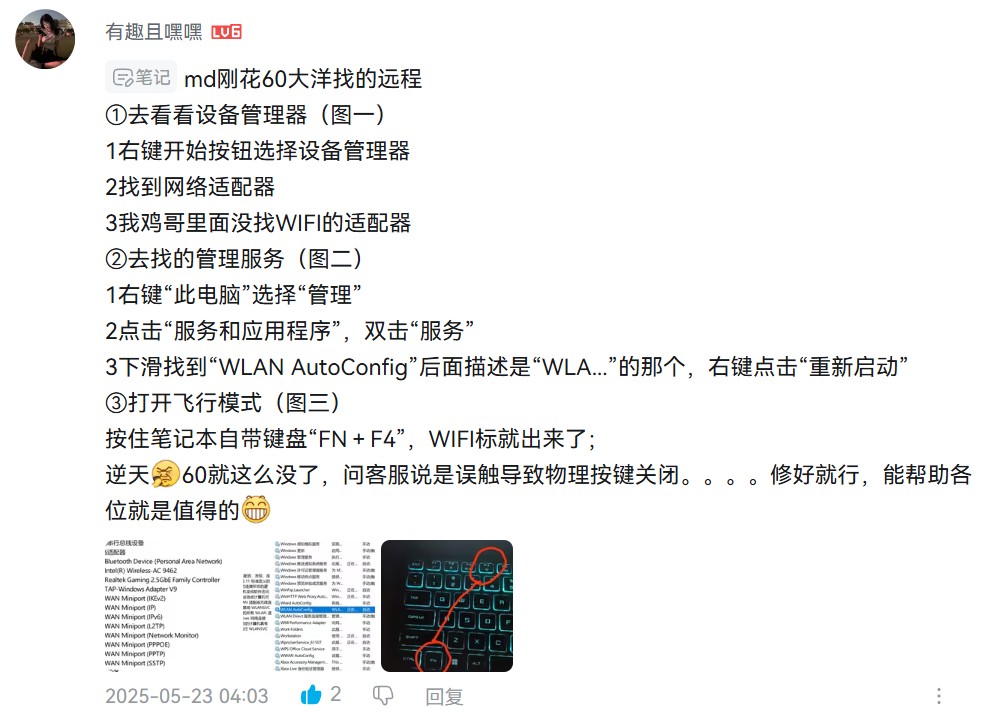 有趣且嘿嘿 LV6
笔记 md刚花60大洋找的远程
①去看看设备管理器（图一）
1右键开始按钮选择设备管理器
2找到网络适配器
3我鸡哥里面没找WIFI的适配器
②去找的管理服务（图二）
1右键“此电脑”选择“管理”
2点击“服务和应用程序”，双击“服务”
3下滑找到“WLAN AutoConfig”后面描述是“WLA...”的那个，右键点击“重新启动”
③打开飞行模式（图三）
按住笔记本自带键盘“FN + F4”，WIFI标就出来了；
逆天60就这么没了，问客服说是误触导致物理按键关闭。。。。修好就行，能帮助各
位就是值得的
串行总线设备
适配器
Bluetooth Device (Personal Area Network)
Intel(R) Wireless-AC 9462
Realtek Gaming 2.5GbE Family Controller
TAP-Windows Adapter V9
WAN Miniport (IKEv2)
WAN Miniport (IP)
WAN Miniport (IPv6)
WAN Miniport (L2TP)
WAN Miniport (Network Monitor)
WAN Miniport (PPPOE)
WAN Miniport (PPTP)
WAN Miniport (SSTP)
WLAN AutoConfig
2025-05-23 04:03 2 回复